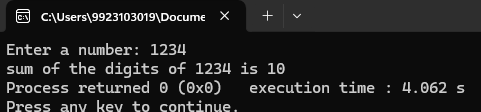 C:\Users\9923103019\Docume
Enter a number: 1234
sum of the digits of 1234 is 10
Process returned 0 (0x0)   execution time : 4.062 s
Press any key to continue.